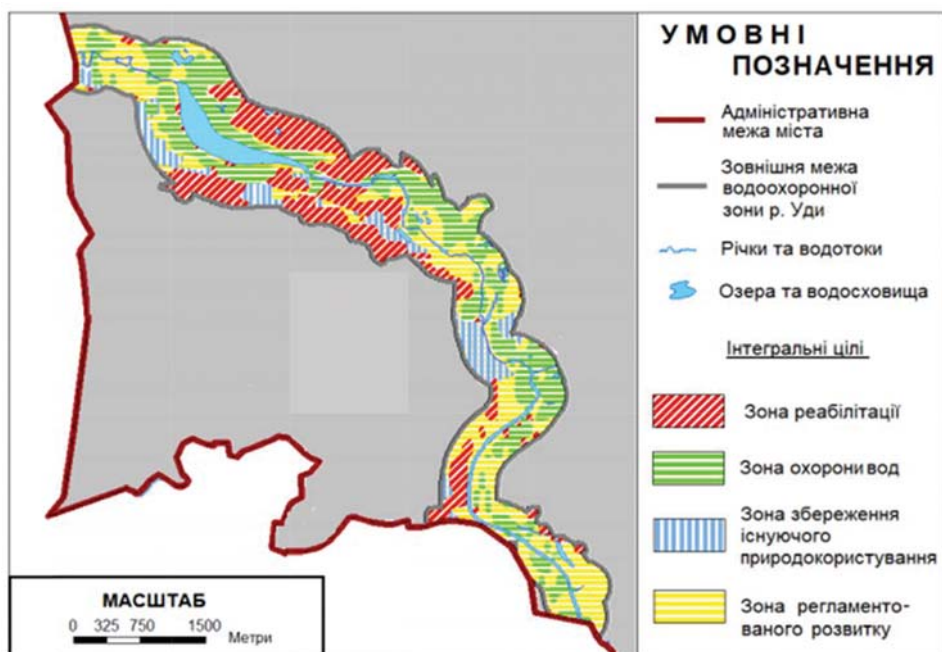 УМОВНІ
ПОЗНАЧЕННЯ
Адміністративна
межа міста
Зовнішня межа
водоохоронної
зони р. Уди
Річки та водотоки
Озера та водосховища
Інтегральні цілі
Зона реабілітації
Зона охорони вод
Зона збереження
існуючого
природокористування
Зона регламенто-
ваного розвитку
МАСШТАБ
0 325 750 1500
Метри